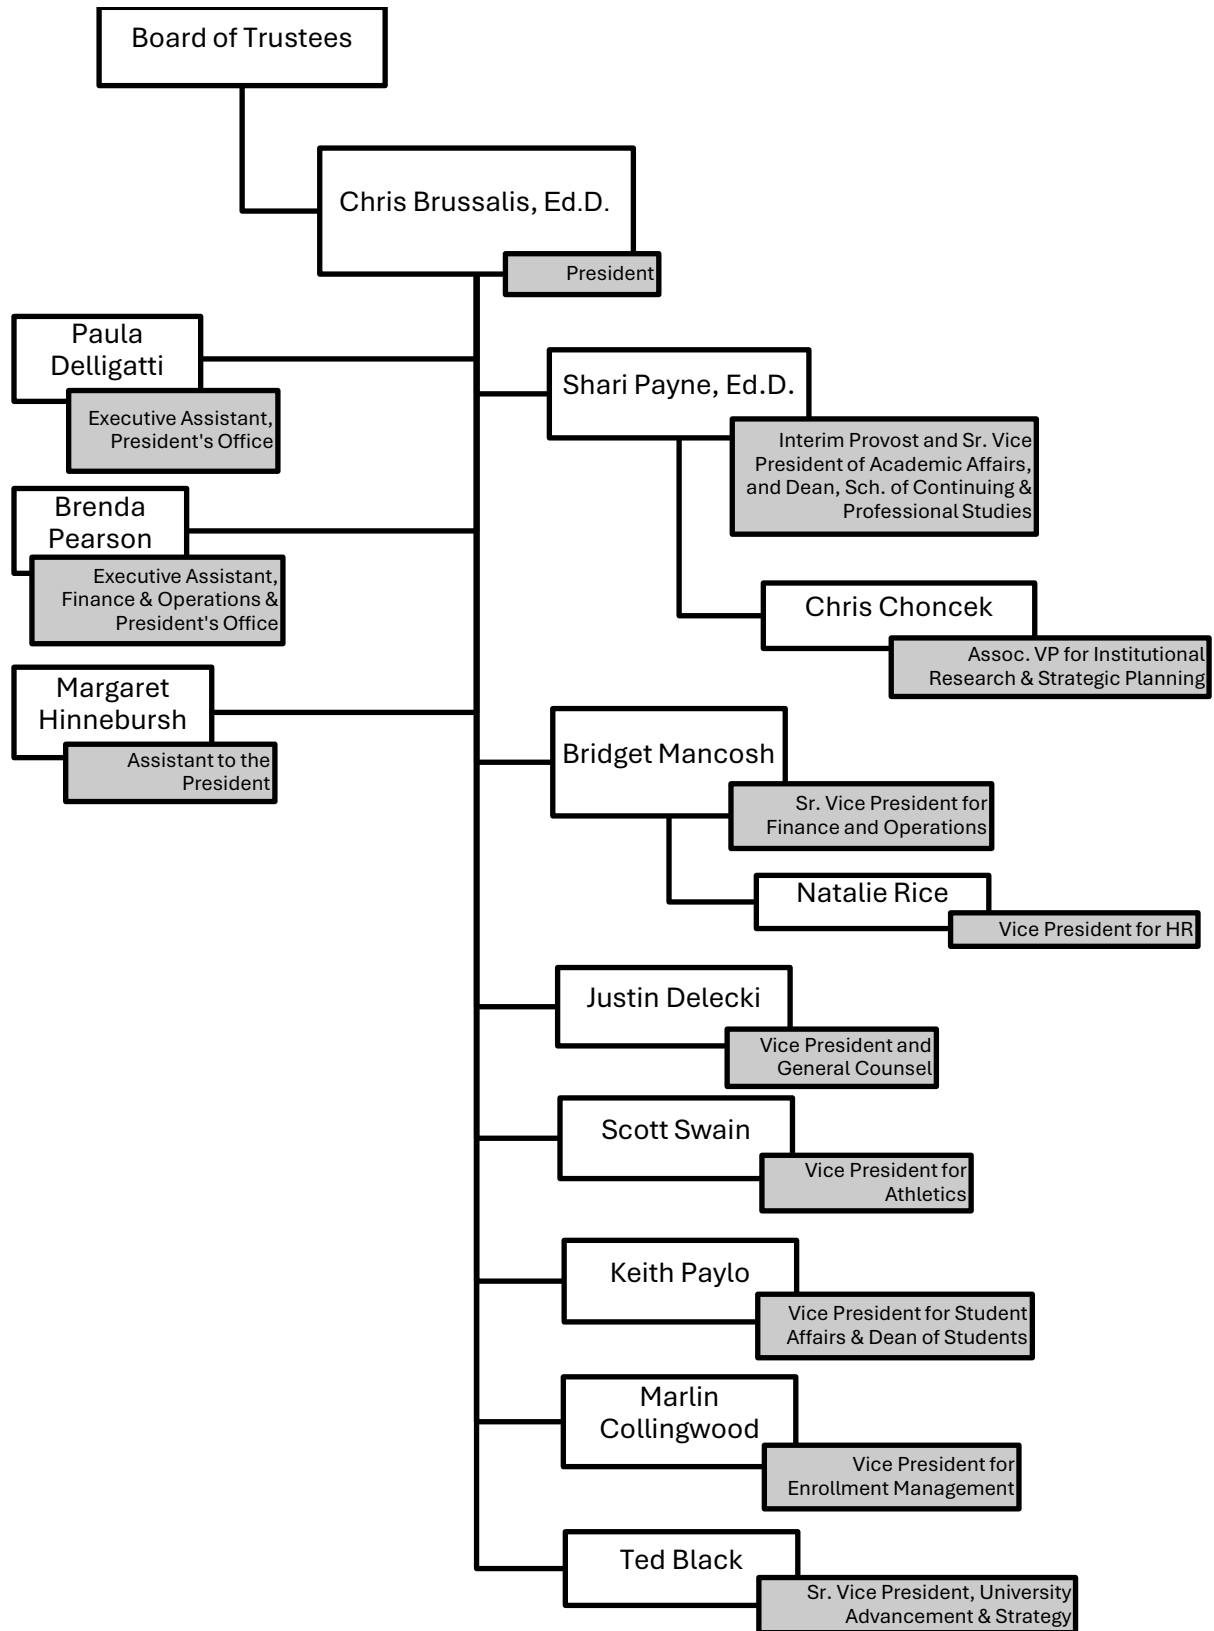 Board of Trustees
Chris Brussalis, Ed.D.
President
Paula
Delligatti
Executive Assistant,
President's Office
Brenda
Pearson
Executive Assistant,
Finance & Operations &
President's Office
Margaret
Hinnebursh
Assistant to the
President
Shari Payne, Ed.D.
Interim Provost and Sr. Vice
President of Academic Affairs,
and Dean, Sch. of Continuing &
Professional Studies
Chris Choncek
Assoc. VP for Institutional
Research & Strategic Planning
Bridget Mancosh
Sr. Vice President for
Finance and Operations
Natalie Rice
Vice President for HR
Justin Delecki
Vice President and
General Counsel
Scott Swain
Vice President for
Athletics
Keith Paylo
Vice President for Student
Affairs & Dean of Students
Marlin
Collingwood
Vice President for
Enrollment Management
Ted Black
Sr. Vice President, University
Advancement & Strategy